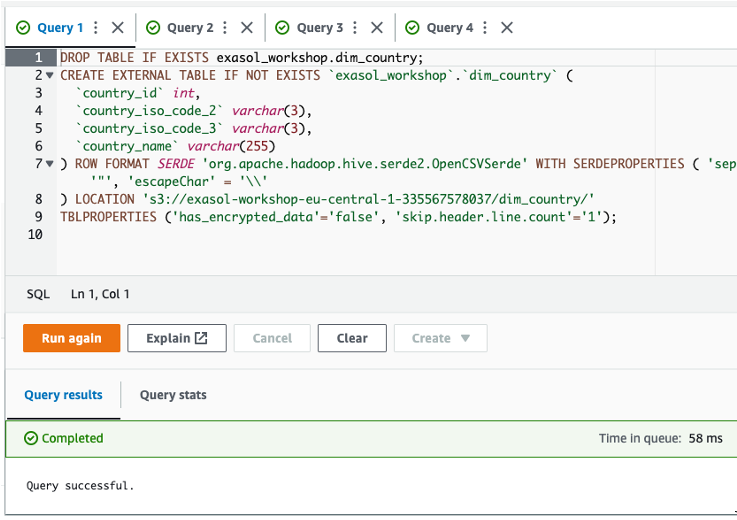 Query 1 Query 2 Query 3 Query 4
1 DROP TABLE IF EXISTS exasol_workshop.dim_country;
2 CREATE EXTERNAL TABLE IF NOT EXISTS `exasol_workshop`.`dim_country` (
3 `country_id` int,
4 `country_iso_code_2` varchar(3),
5 `country_iso_code_3` varchar(3),
6 `country_name` varchar(255)
7 ) ROW FORMAT SERDE 'org.apache.hadoop.hive.serde2.OpenCSVSerde' WITH SERDEPROPERTIES ( 'sep
'"', 'escapeChar' = '\\'
8 ) LOCATION 's3://exasol-workshop-eu-central-1-335567578037/dim_country/'
9 TBLPROPERTIES ('has_encrypted_data'='false', 'skip.header.line.count'='1');
10
SQL Ln 1, Col 1
Run again Explain Cancel Clear Create
Query results Query stats
Completed Time in queue: 58 ms
Query successful.